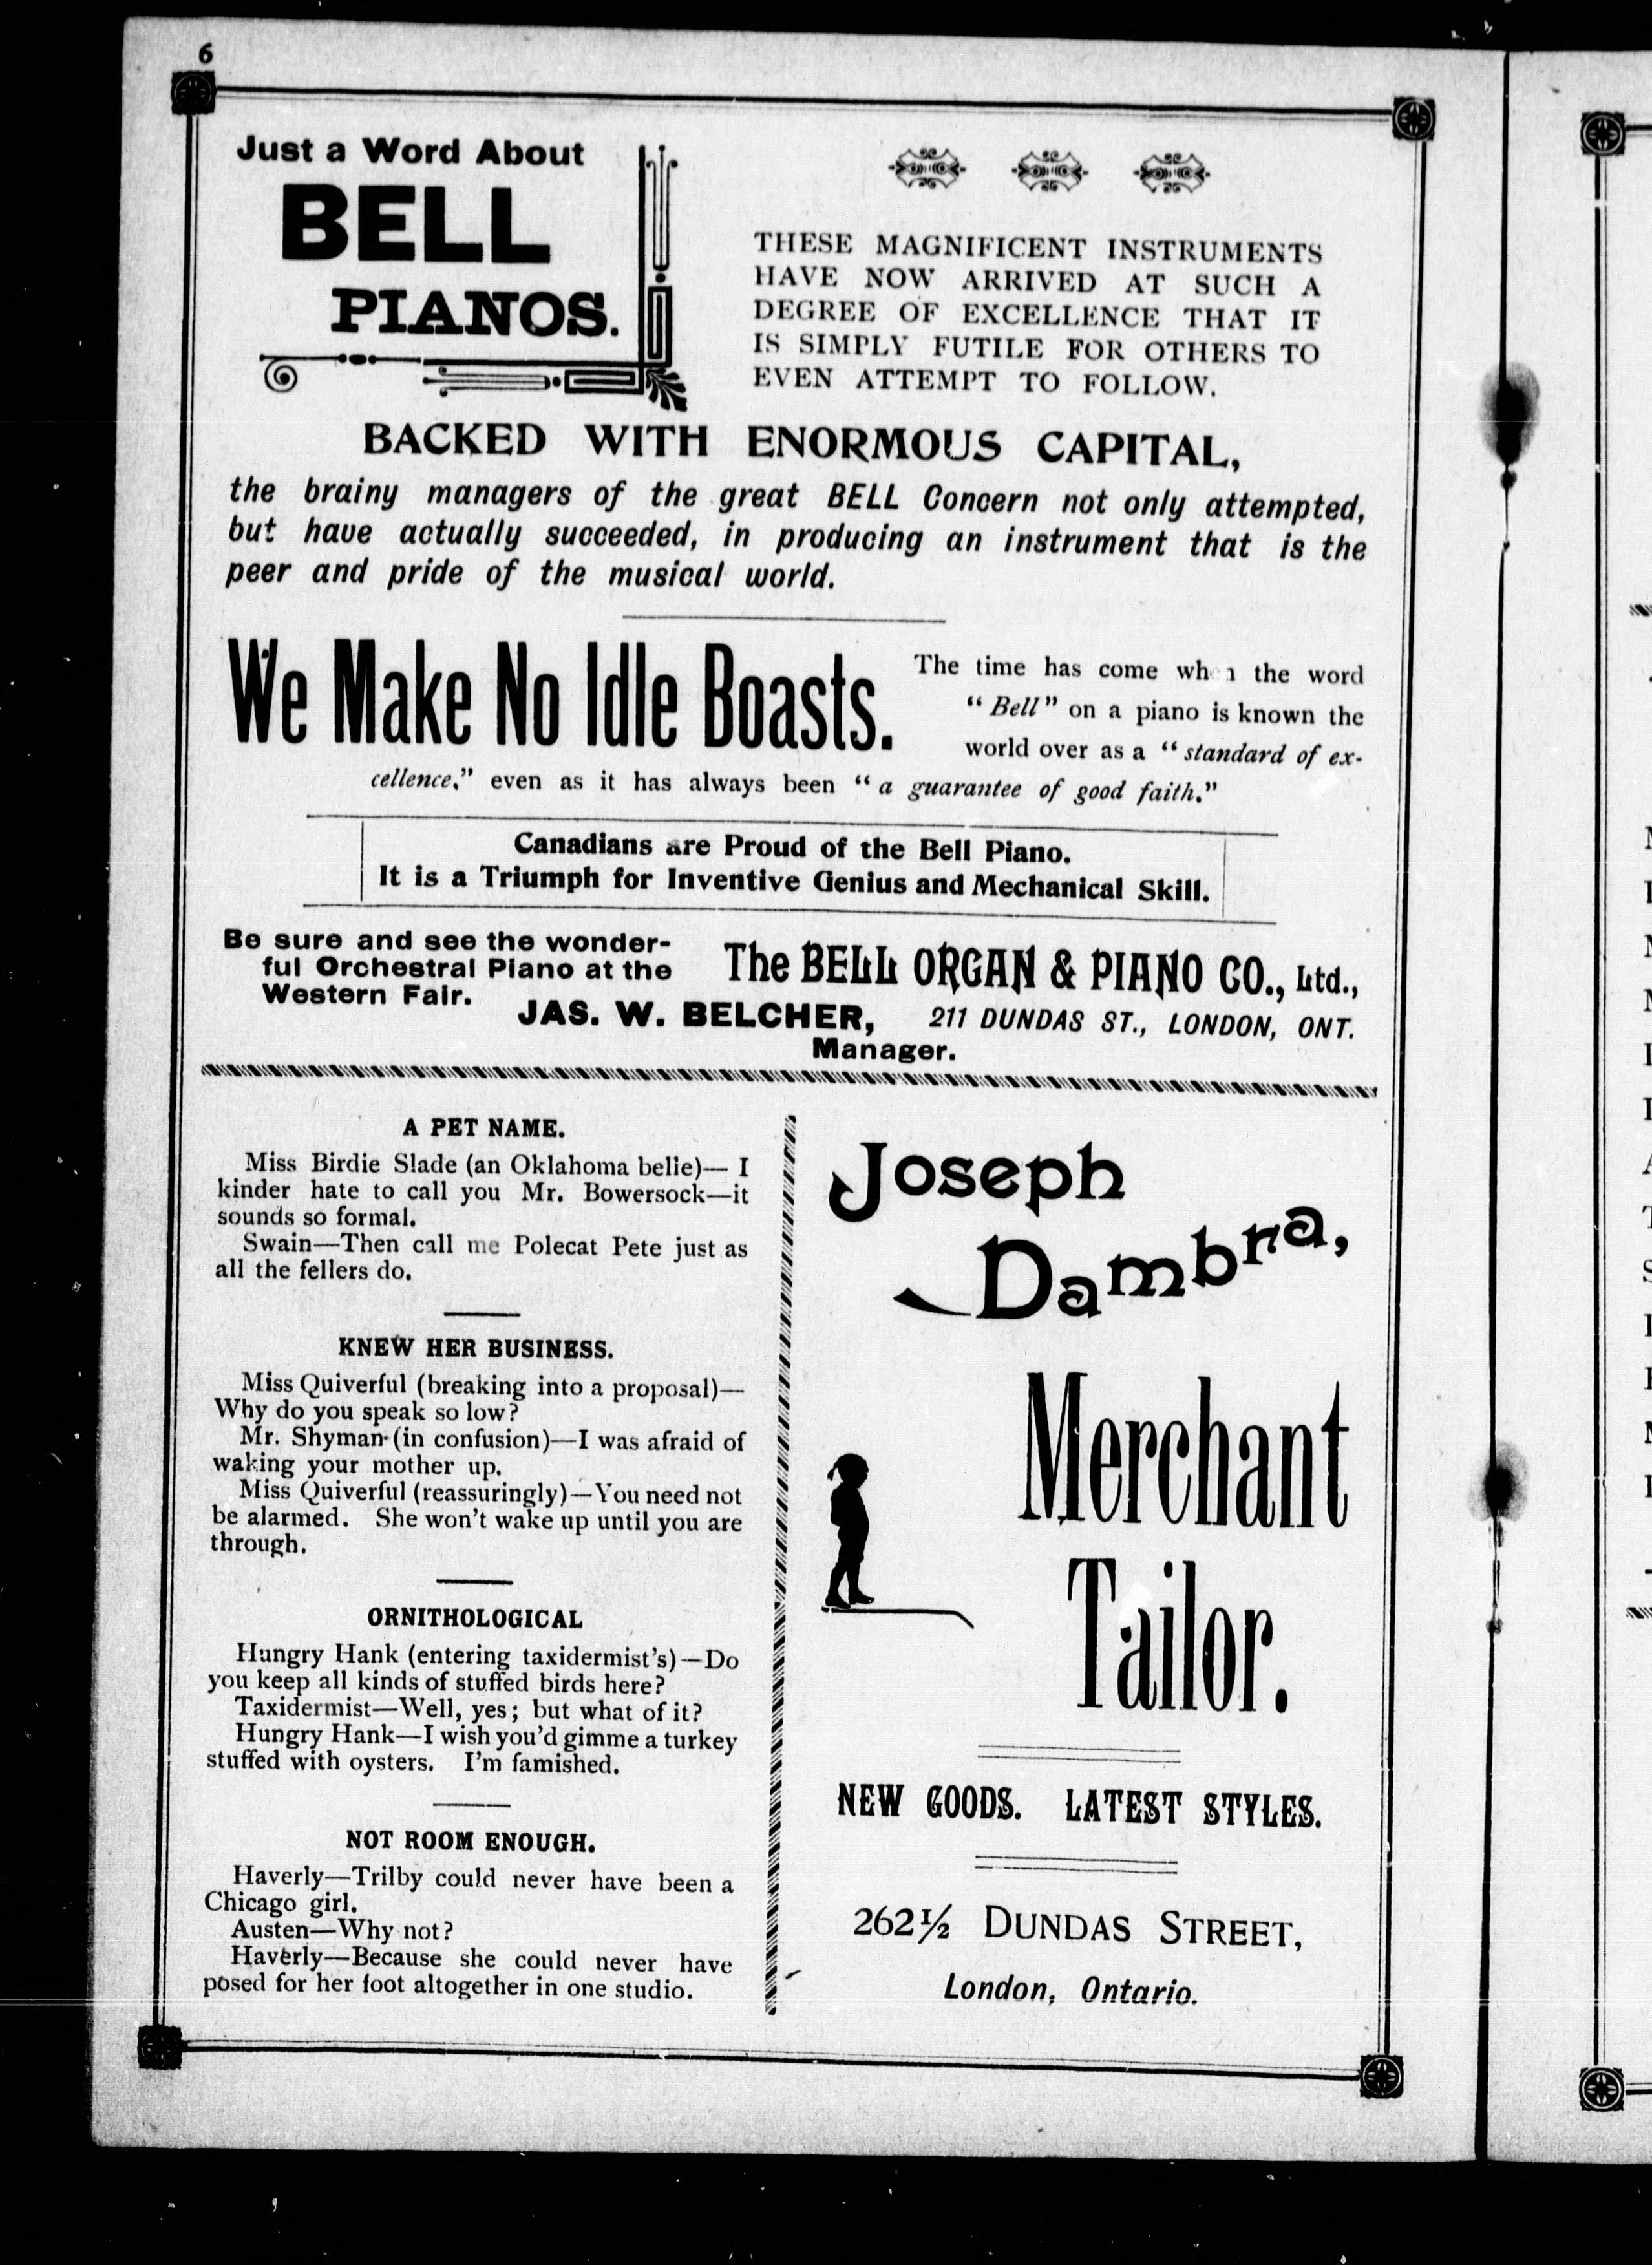 6
Just a Word About
BELL
PIANOS.
THESE MAGNIFICENT INSTRUMENTS
HAVE NOW ARRIVED AT SUCH A
DEGREE OF EXCELLENCE THAT IT
IS SIMPLY FUTILE FOR OTHERS TO
EVEN ATTEMPT TO FOLLOW.
BACKED WITH ENORMOUS CAPITAL,
the brainy managers of the great BELL Concern not only attempted,
but have actually succeeded, in producing an instrument that is the
peer and pride of the musical world.
We Make No Idle Boasts.
The time has come when the word
"Bell" on a piano is known the
world over as a "standard of ex-
cellence," even as it has always been "a guarantee of good faith."
Canadians are Proud of the Bell Piano.
It is a Triumph for Inventive Genius and Mechanical Skill.
Be sure and see the wonder-
ful Orchestral Piano at the
Western Fair.
The BELL ORGAN & PIANO CO., Ltd.,
JAS. W. BELCHER, 211 DUNDAS ST., LONDON, ONT.
Manager.
A PET NAME.
Miss Birdie Slade (an Oklahoma belle)— I
kinder hate to call you Mr. Bowersock—it
sounds so formal.
Swain—Then call me Polecat Pete just as
all the fellers do.
KNEW HER BUSINESS.
Miss Quiverful (breaking into a proposal)—
Why do you speak so low?
Mr. Shyman (in confusion)—I was afraid of
waking your mother up.
Miss Quiverful (reassuringly)—You need not
be alarmed. She won't wake up until you are
through.
ORNITHOLOGICAL
Hungry Hank (entering taxidermist's)—Do
you keep all kinds of stuffed birds here?
Taxidermist—Well, yes; but what of it?
Hungry Hank—I wish you'd gimme a turkey
stuffed with oysters. I'm famished.
NOT ROOM ENOUGH.
Haverly—Trilby could never have been a
Chicago girl.
Austen—Why not?
Haverly—Because she could never have
posed for her foot altogether in one studio.
Joseph
Dambra,
Merchant
Tailor.
NEW GOODS. LATEST STYLES.
262½ DUNDAS STREET,
London, Ontario.